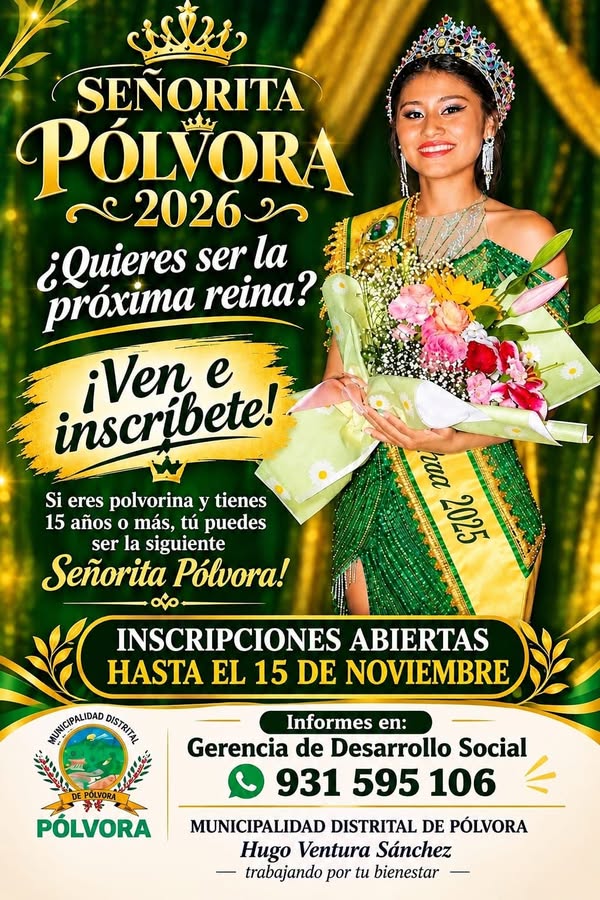 SEÑORITA
PÓLVORA
2026
¿Quieres ser la
próxima reina?
¡Ven e
inscríbete!
Si eres polvorina y tienes
15 años o más, tú puedes
ser la siguiente
Señorita Pólvora!
2025
INSCRIPCIONES ABIERTAS
HASTA EL 15 DE NOVIEMBRE
MUNICIPALIDAD DISTRITAL
DE PÓLVORA
PÓLVORA
Informes en:
Gerencia de Desarrollo Social
931 595 106
MUNICIPALIDAD DISTRITAL DE PÓLVORA
Hugo Ventura Sánchez
— trabajando por tu bienestar —